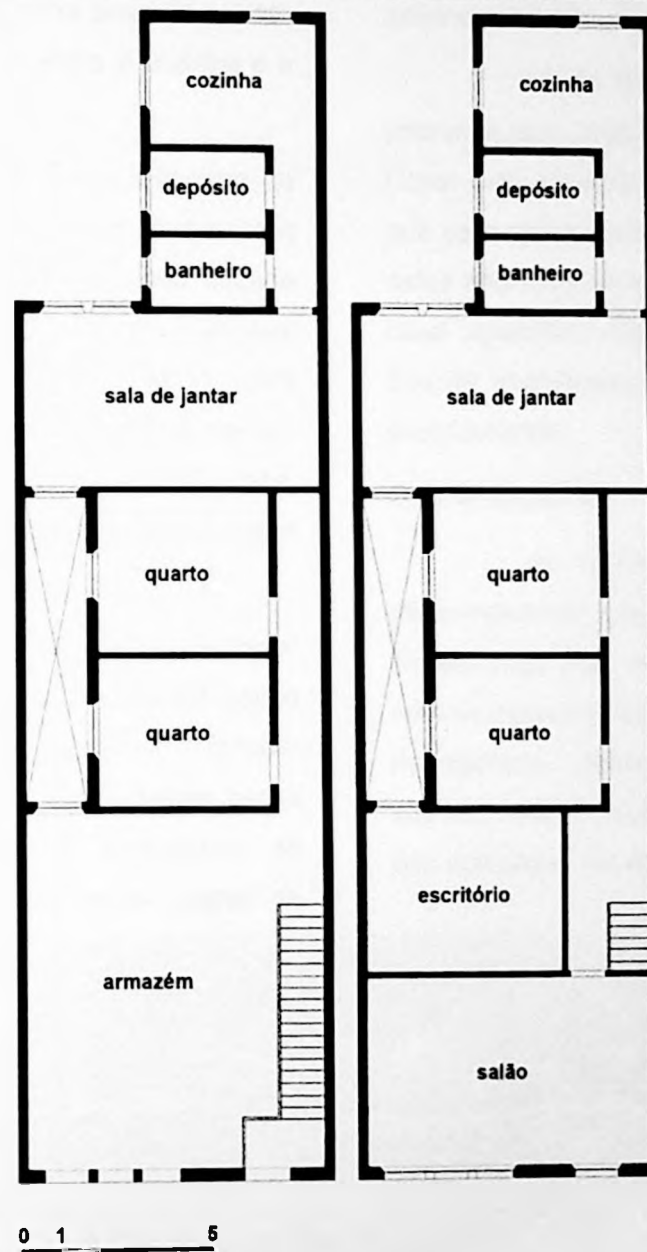 cozinha
depósito
banheiro
sala de jantar
quarto
quarto
armazém
cozinha
depósito
banheiro
sala de jantar
quarto
quarto
escritório
salão
0 1 5